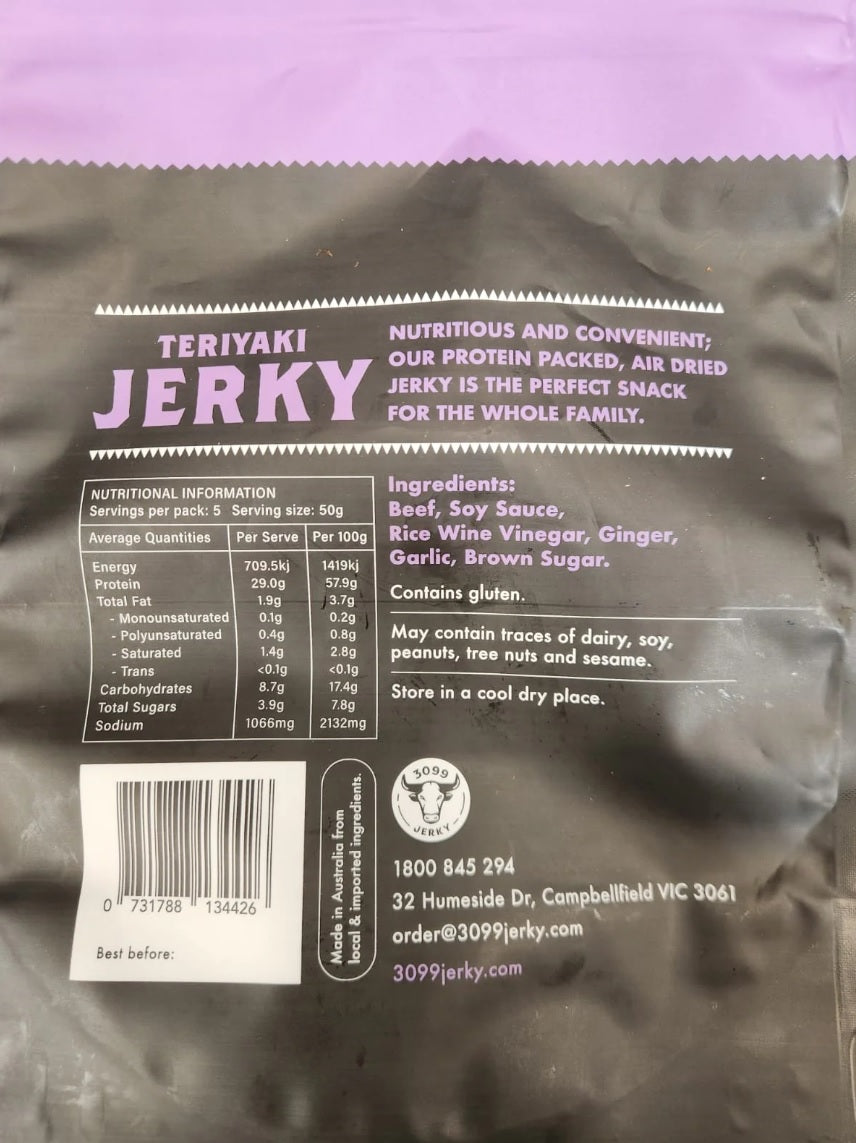 TERIYAKI
JERKY
NUTRITIOUS AND CONVENIENT;
OUR PROTEIN PACKED, AIR DRIED
JERKY IS THE PERFECT SNACK
FOR THE WHOLE FAMILY.
NUTRITIONAL INFORMATION
Servings per pack: 5 Serving size: 50g
Average Quantities Per Serve Per 100g
Energy 709.5kj 1419kj
Protein 29.0g 57.9g
Total Fat 1.9g 3.7g
- Monounsaturated 0.1g 0.2g
- Polyunsaturated 0.4g 0.8g
- Saturated 1.4g 2.8g
- Trans <0.1g <0.1g
Carbohydrates 8.7g 17.4g
Total Sugars 3.9g 7.8g
Sodium 1066mg 2132mg
Ingredients:
Beef, Soy Sauce,
Rice Wine Vinegar, Ginger,
Garlic, Brown Sugar.
Contains gluten.
May contain traces of dairy, soy,
peanuts, tree nuts and sesame.
Store in a cool dry place.
0 731788 134426
Best before:
Made in Australia from
local & imported ingredients.
3099
JERKY
1800 845 294
32 Humeside Dr, Campbellfield VIC 3061
order@3099jerky.com
3099jerky.com